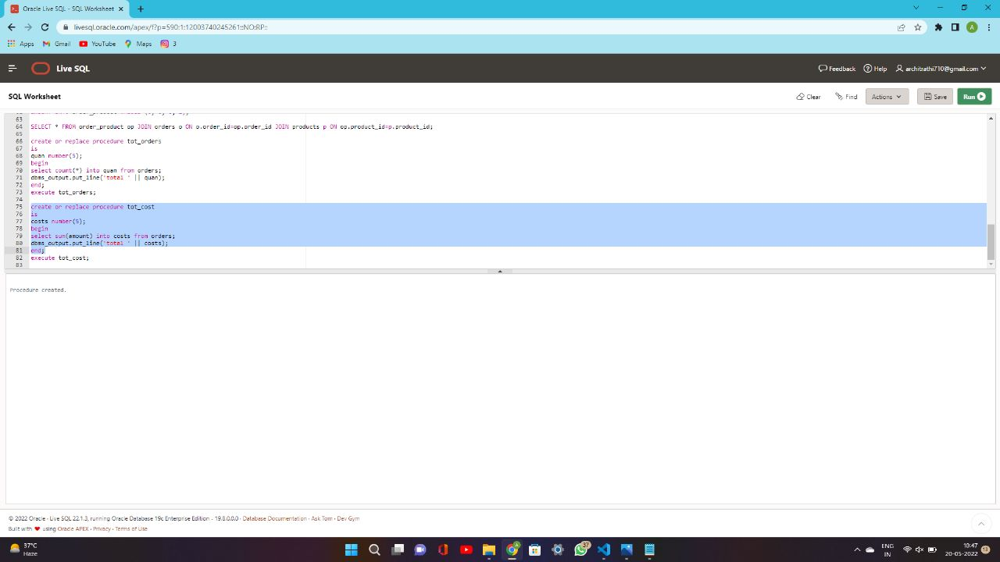 Oracle Live SQL - SQL Worksheet
livesql.oracle.com/apex/f?p=590:1:12003740245261::NO:RP::
A
Apps Gmail YouTube Maps 3
Live SQL
Feedback Help architrathi710@gmail.com
SQL Worksheet
Clear Find Actions Save Run
63
64 SELECT * FROM order_product op JOIN orders o ON o.order_id=op.order_id JOIN products p ON op.product_id=p.product_id;
65
66 create or replace procedure tot_orders
67 is
68 quan number(5);
69 begin
70 select count(*) into quan from orders;
71 dbms_output.put_line('total ' || quan);
72 end;
73 execute tot_orders;
74
75 create or replace procedure tot_cost
76 is
77 costs number(5);
78 begin
79 select sum(amount) into costs from orders;
80 dbms_output.put_line('total ' || costs);
81 end;
82 execute tot_cost;
83
Procedure created.
© 2022 Oracle · Live SQL 22.1.3, running Oracle Database 19c Enterprise Edition - 19.8.0.0.0 · Database Documentation · Ask Tom · Dev Gym
Built with ♥ using Oracle APEX · Privacy · Terms of Use
37°C
Haze
A
37
ENG
IN
10:47
20-05-2022